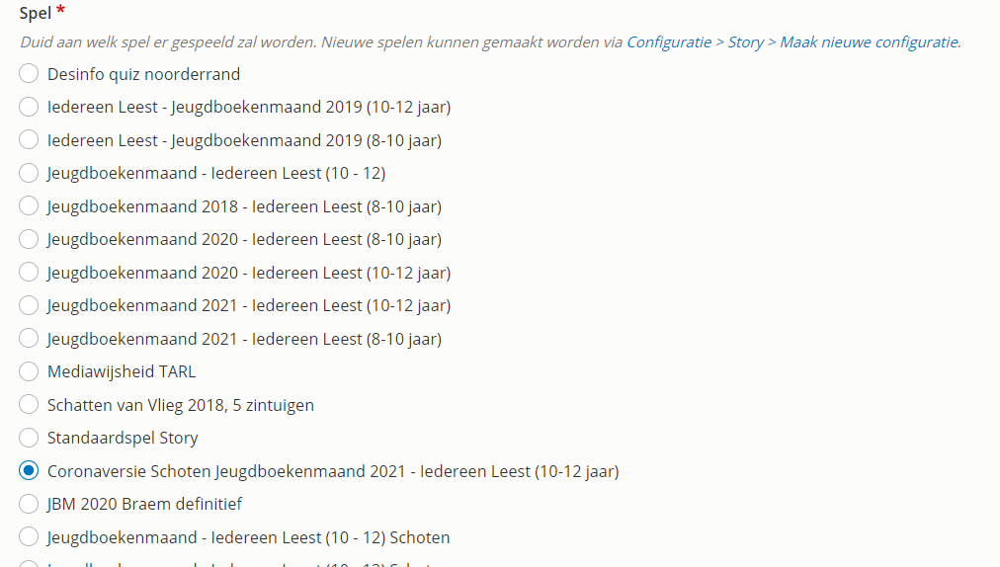 Spel *
Duid aan welk spel er gespeeld zal worden. Nieuwe spelen kunnen gemaakt worden via Configuratie > Story > Maak nieuwe configuratie.
Desinfo quiz noorderrand
Iedereen Leest - Jeugdboekenmaand 2019 (10-12 jaar)
Iedereen Leest - Jeugdboekenmaand 2019 (8-10 jaar)
Jeugdboekenmaand - Iedereen Leest (10 - 12)
Jeugdboekenmaand 2018 - Iedereen Leest (8-10 jaar)
Jeugdboekenmaand 2020 - Iedereen Leest (8-10 jaar)
Jeugdboekenmaand 2020 - Iedereen Leest (10-12 jaar)
Jeugdboekenmaand 2021 - Iedereen Leest (10-12 jaar)
Jeugdboekenmaand 2021 - Iedereen Leest (8-10 jaar)
Mediawijsheid TARL
Schatten van Vlieg 2018, 5 zintuigen
Standaardspel Story
Coronaversie Schoten Jeugdboekenmaand 2021 - Iedereen Leest (10-12 jaar)
JBM 2020 Braem definitief
Jeugdboekenmaand - Iedereen Leest (10 - 12) Schoten